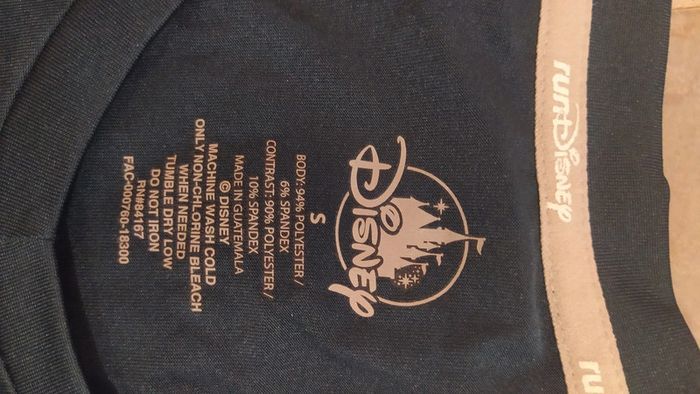 runDisney
ru
Disney
S
BODY: 94% POLYESTER /
6% SPANDEX
CONTRAST: 90% POLYESTER /
10% SPANDEX
MADE IN GUATEMALA
© DISNEY
MACHINE WASH COLD
ONLY NON-CHLORINE BLEACH
WHEN NEEDED
TUMBLE DRY LOW
DO NOT IRON
RN#84167
FAC-000760-18300